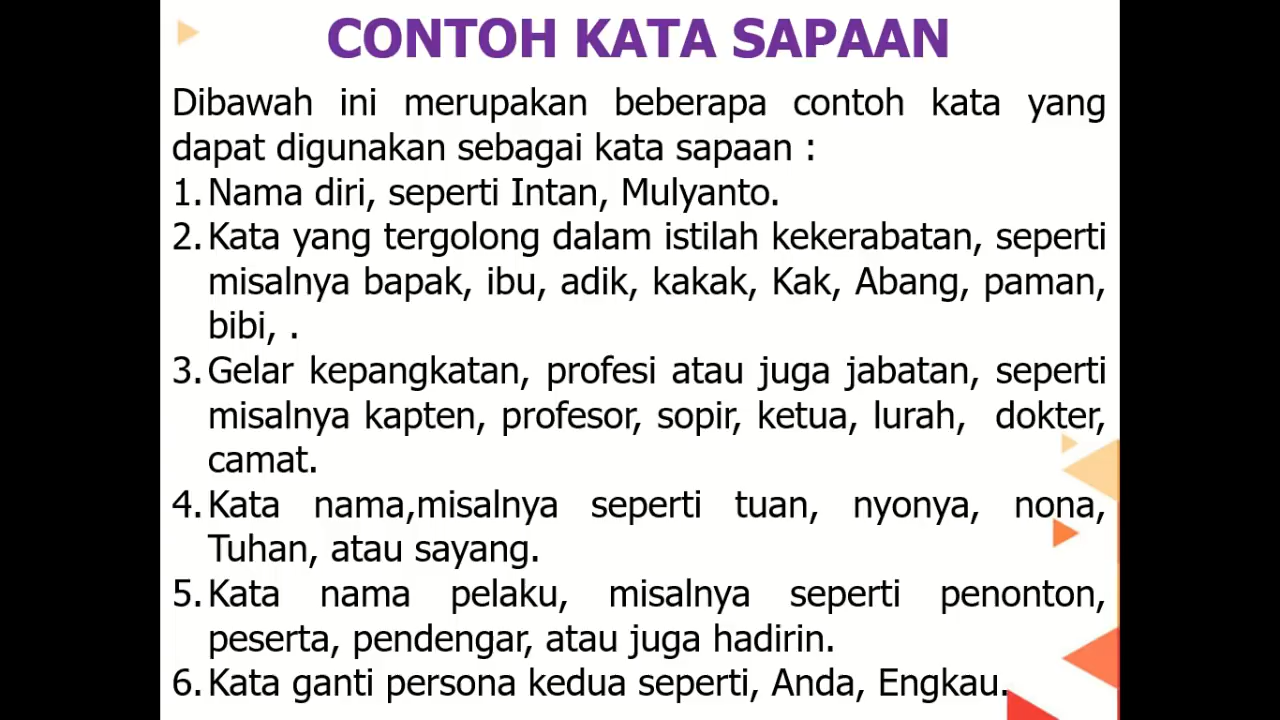 CONTOH KATA SAPAAN
Dibawah ini merupakan beberapa contoh kata yang
dapat digunakan sebagai kata sapaan :
1. Nama diri, seperti Intan, Mulyanto.
2. Kata yang tergolong dalam istilah kekerabatan, seperti
misalnya bapak, ibu, adik, kakak, Kak, Abang, paman,
bibi, .
3. Gelar kepangkatan, profesi atau juga jabatan, seperti
misalnya kapten, profesor, sopir, ketua, lurah, dokter,
camat.
4. Kata nama,misalnya seperti tuan, nyonya, nona,
Tuhan, atau sayang.
5. Kata nama pelaku, misalnya seperti penonton,
peserta, pendengar, atau juga hadirin.
6. Kata ganti persona kedua seperti, Anda, Engkau.